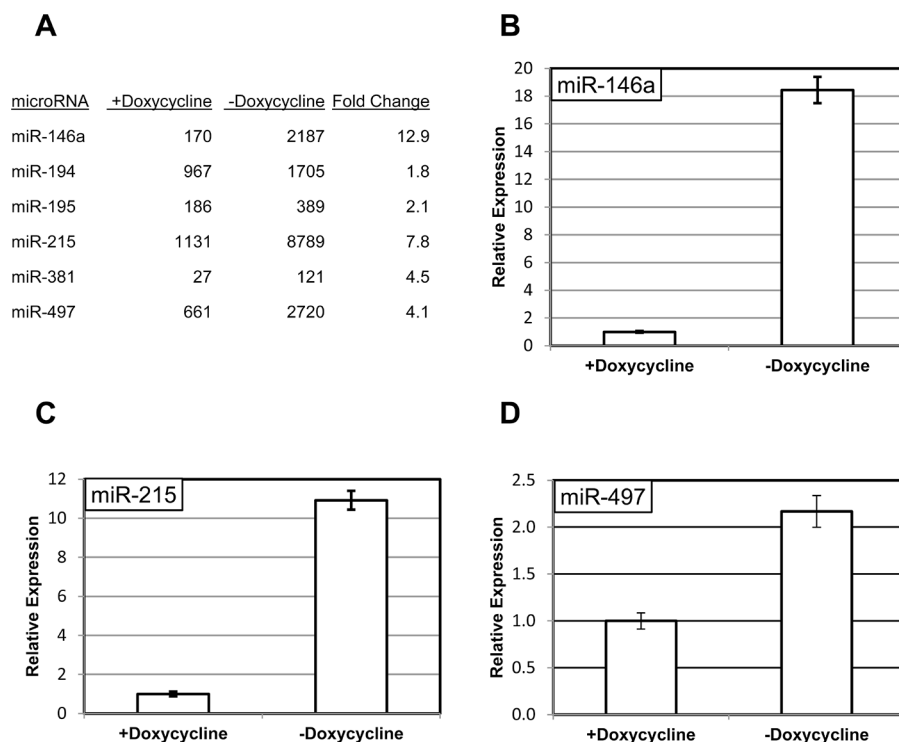 A
microRNA +Doxycycline -Doxycycline Fold Change
miR-146a 170 2187 12.9
miR-194 967 1705 1.8
miR-195 186 389 2.1
miR-215 1131 8789 7.8
miR-381 27 121 4.5
miR-497 661 2720 4.1
B
miR-146a
Relative Expression
20
18
16
14
12
10
8
6
4
2
0
+Doxycycline -Doxycycline
C
miR-215
Relative Expression
12
10
8
6
4
2
0
+Doxycycline -Doxycycline
D
miR-497
Relative Expression
2.5
2.0
1.5
1.0
0.5
0.0
+Doxycycline -Doxycycline